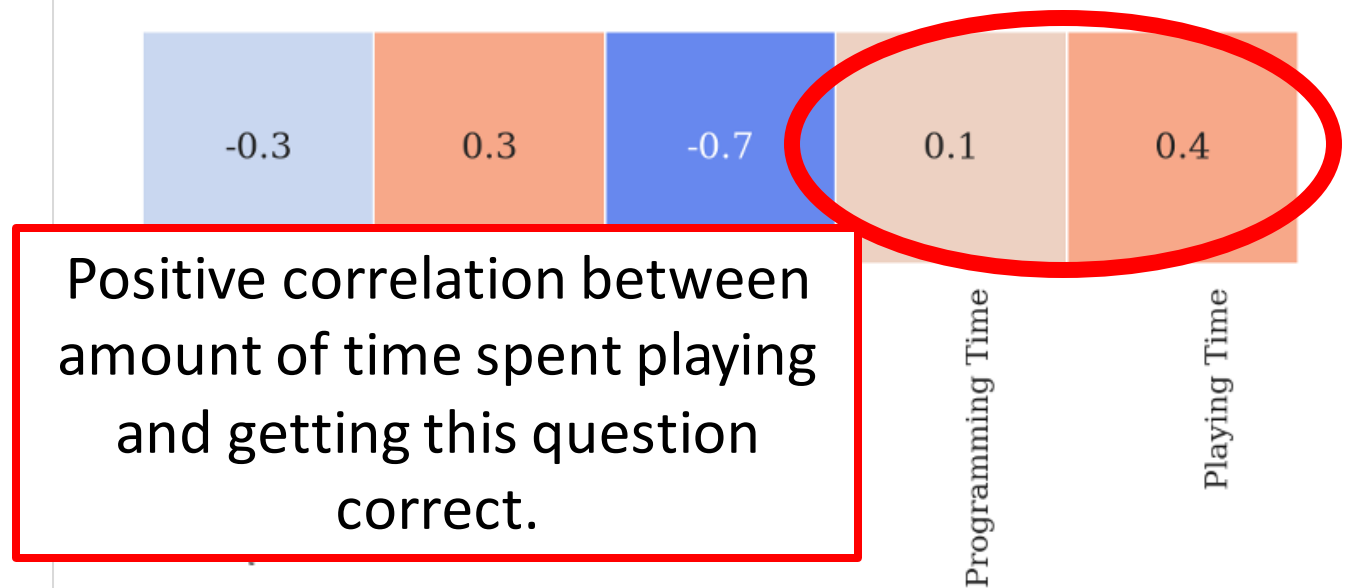 -0.3 0.3 -0.7 0.1 0.4
Positive correlation between
amount of time spent playing
and getting this question
correct.
Programming Time
Playing Time